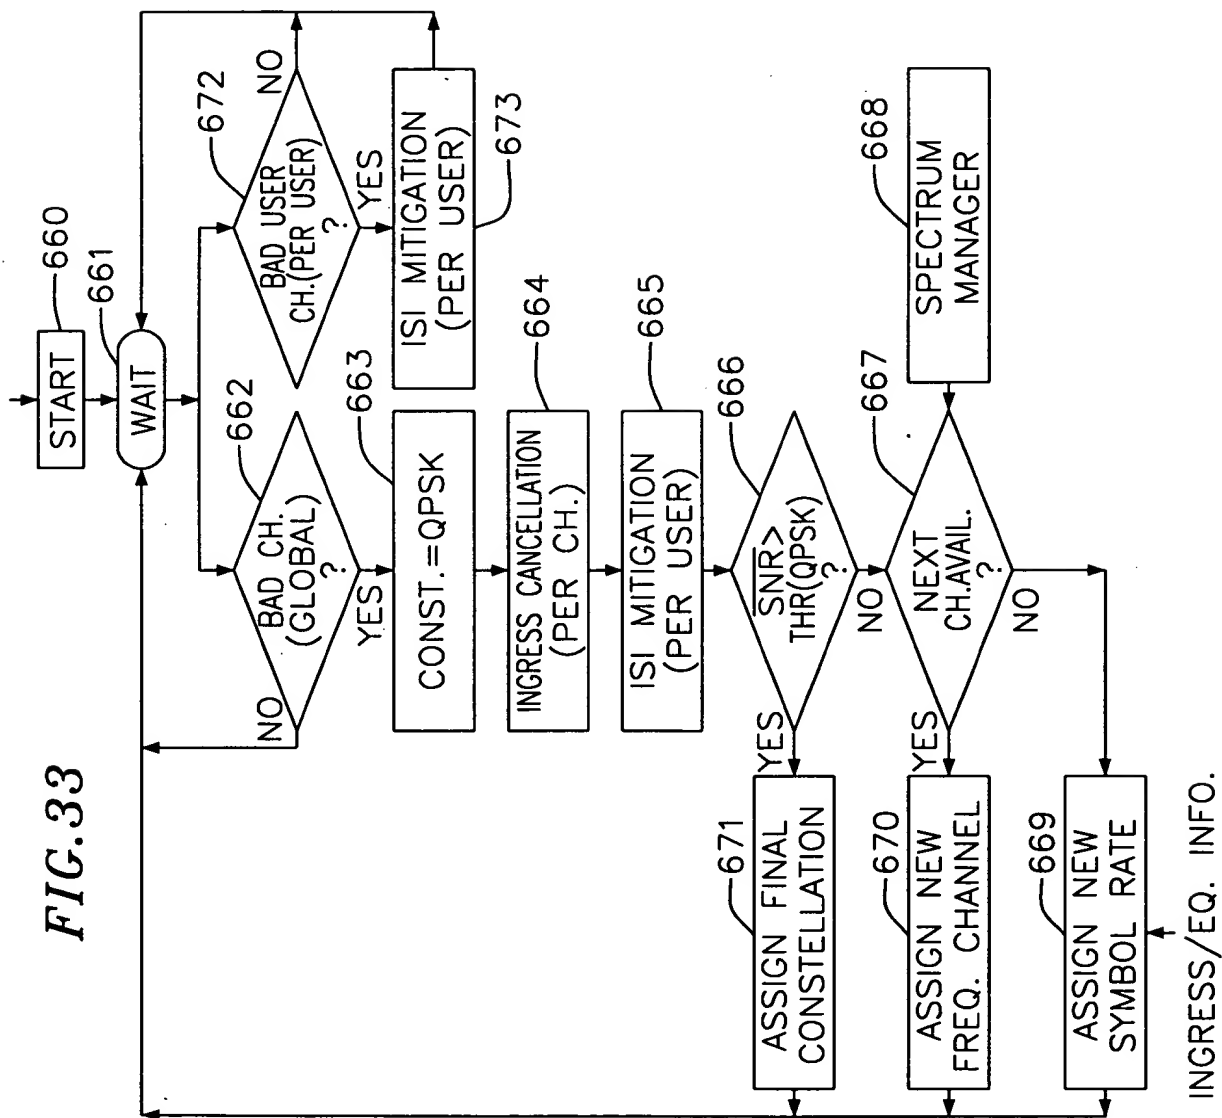 FIG.33
START
660
WAIT
661
BAD CH.
(GLOBAL)
?
662
NO
YES
BAD USER
CH.(PER USER)
?
672
NO
YES
CONST.=QPSK
663
ISI MITIGATION
(PER USER)
673
INGRESS CANCELLATION
(PER CH.)
664
ISI MITIGATION
(PER USER)
665
SNR>
THR(QPSK)
?
666
YES
NO
NEXT
CH.AVAIL.
?
667
YES
NO
SPECTRUM
MANAGER
668
ASSIGN FINAL
CONSTELLATION
671
ASSIGN NEW
FREQ. CHANNEL
670
ASSIGN NEW
SYMBOL RATE
669
INGRESS/EQ. INFO.